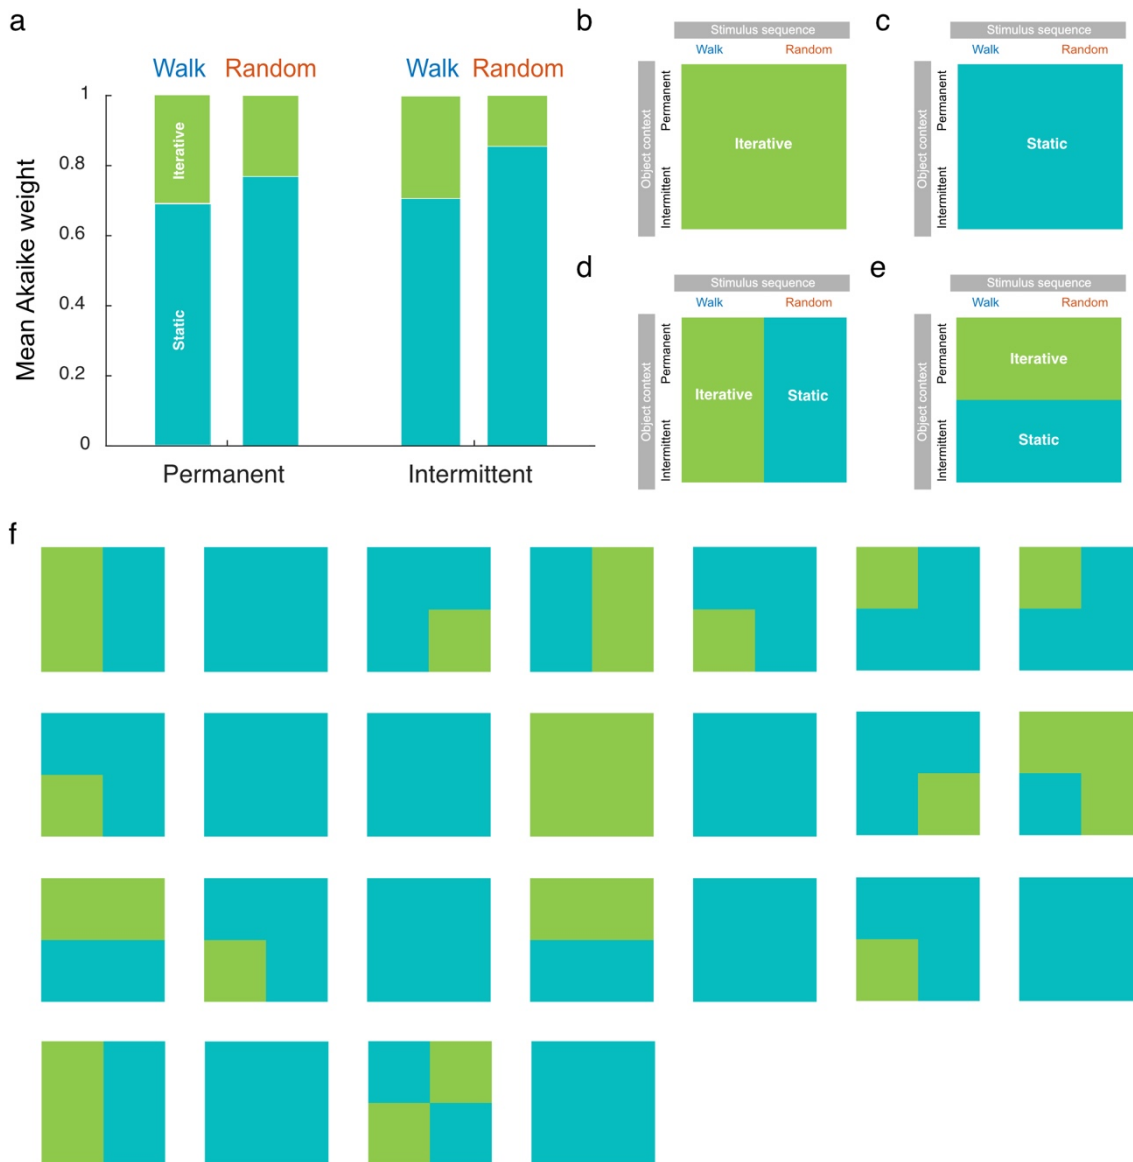 a
Walk Random Walk Random
Mean Akaike weight
1
0.8
0.6
0.4
0.2
0
Iterative
Static
Permanent Intermittent
b
Stimulus sequence
Walk Random
Object context
Permanent
Intermittent
Iterative
c
Stimulus sequence
Walk Random
Object context
Permanent
Intermittent
Static
d
Stimulus sequence
Walk Random
Object context
Permanent
Intermittent
Iterative Static
e
Stimulus sequence
Walk Random
Object context
Permanent
Intermittent
Iterative
Static
f